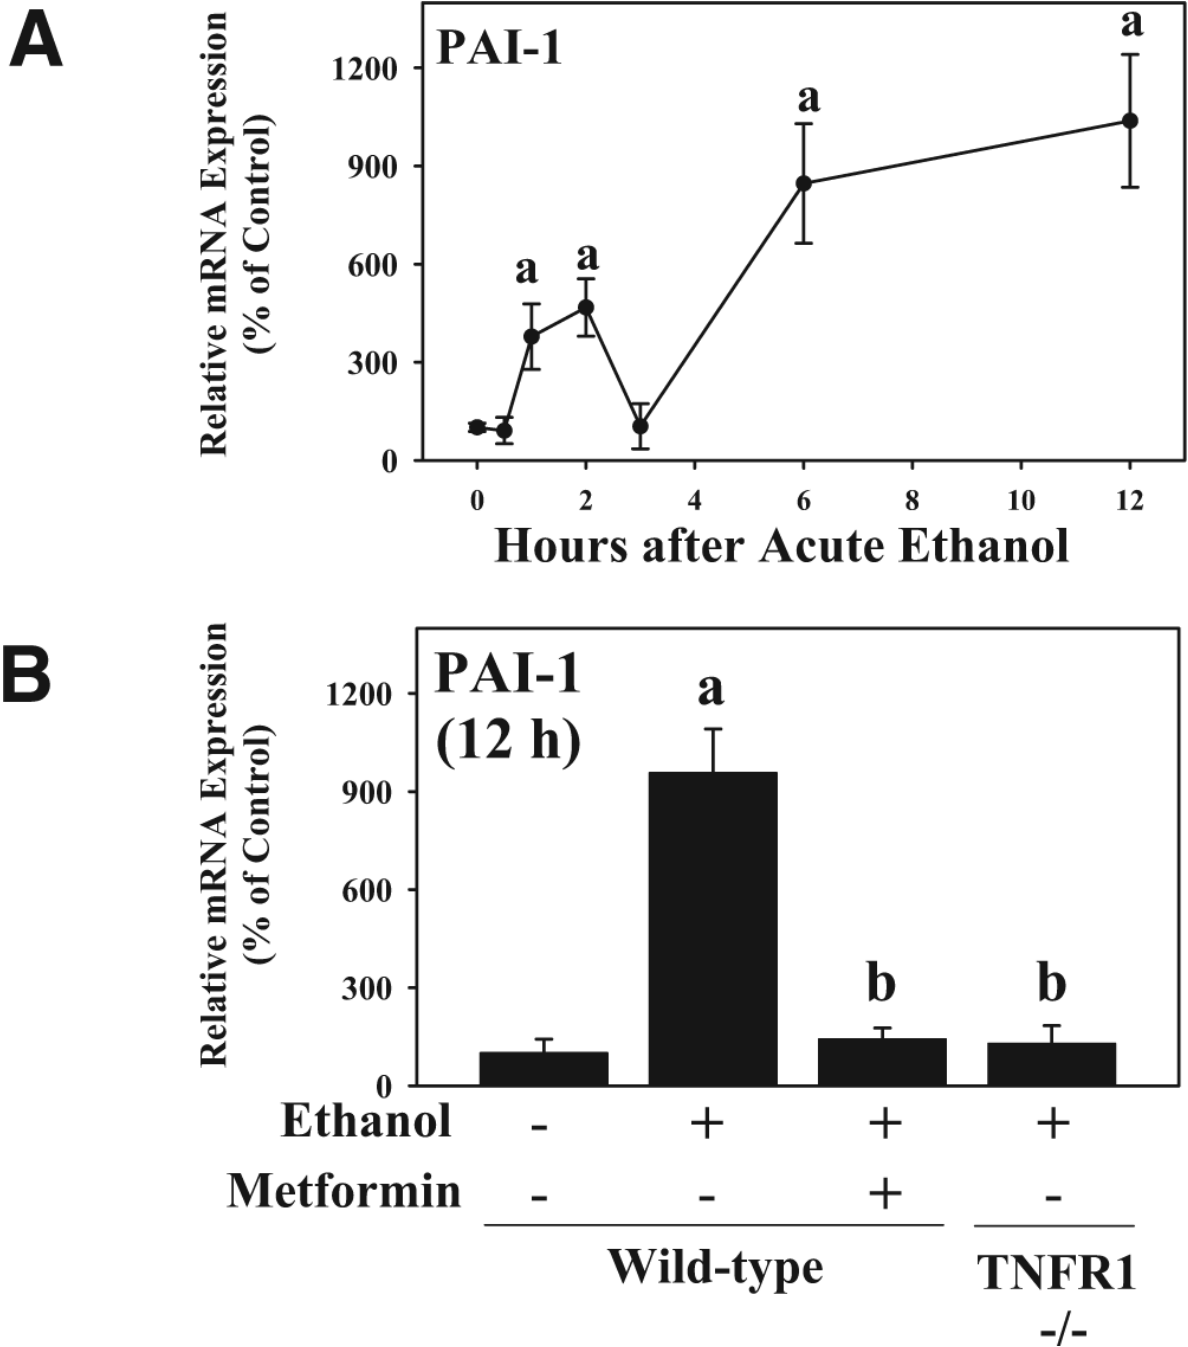 A
PAI-1
Relative mRNA Expression
(% of Control)
1200
900
600
300
0
a
a
a
a
0 2 4 6 8 10 12
Hours after Acute Ethanol
B
PAI-1
(12 h)
Relative mRNA Expression
(% of Control)
1200
900
600
300
0
a
b
b
Ethanol - + + +
Metformin - - + -
Wild-type
TNFR1
-/-